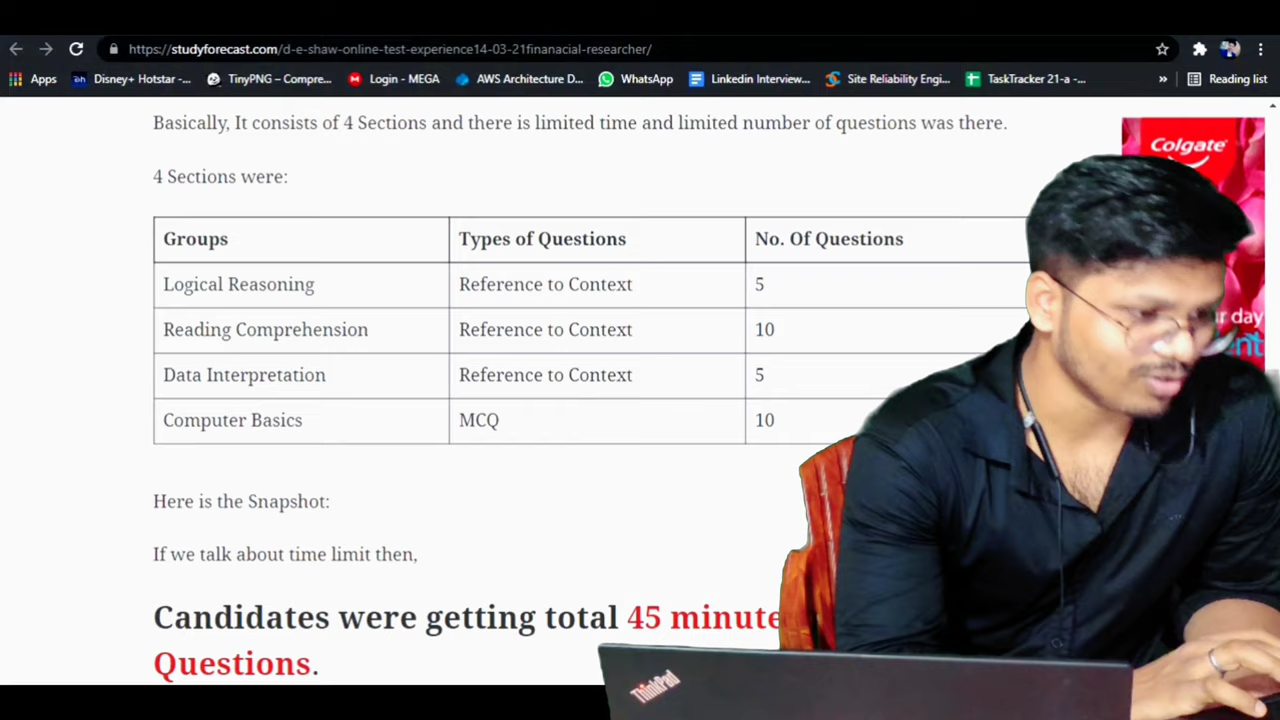 https://studyforecast.com/d-e-shaw-online-test-experience14-03-21finanacial-researcher/
Apps Disney+ Hotstar -... TinyPNG – Compre... Login - MEGA AWS Architecture D... WhatsApp Linkedin Interview... Site Reliability Engi... TaskTracker 21-a -... » Reading list
Basically, It consists of 4 Sections and there is limited time and limited number of questions was there.
Colgate
4 Sections were:
Groups Types of Questions No. Of Questions
Logical Reasoning Reference to Context 5
Reading Comprehension Reference to Context 10
ur day
Data Interpretation Reference to Context 5
Computer Basics MCQ 10
Here is the Snapshot:
If we talk about time limit then,
Candidates were getting total 45 minute
Questions.
ThinkPad